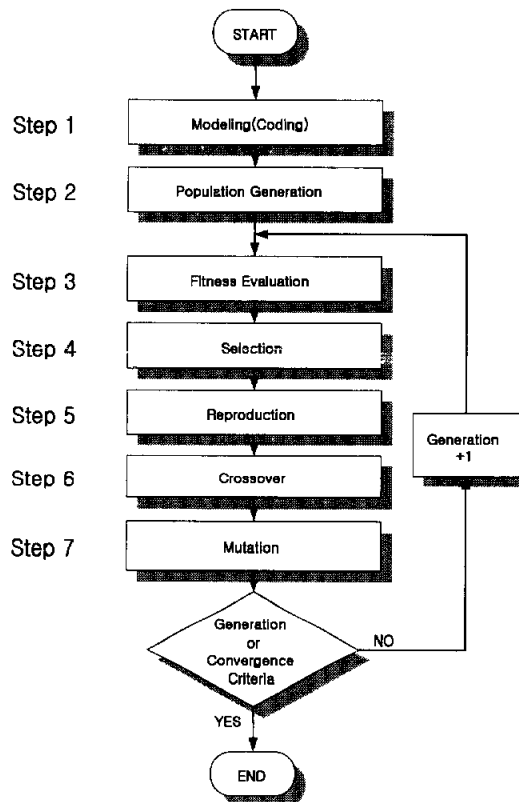 START
Step 1
Modeling(Coding)
Step 2
Population Generation
Step 3
Fitness Evaluation
Step 4
Selection
Step 5
Reproduction
Generation
+1
Step 6
Crossover
Step 7
Mutation
Generation
or
Convergence
Criteria
NO
YES
END